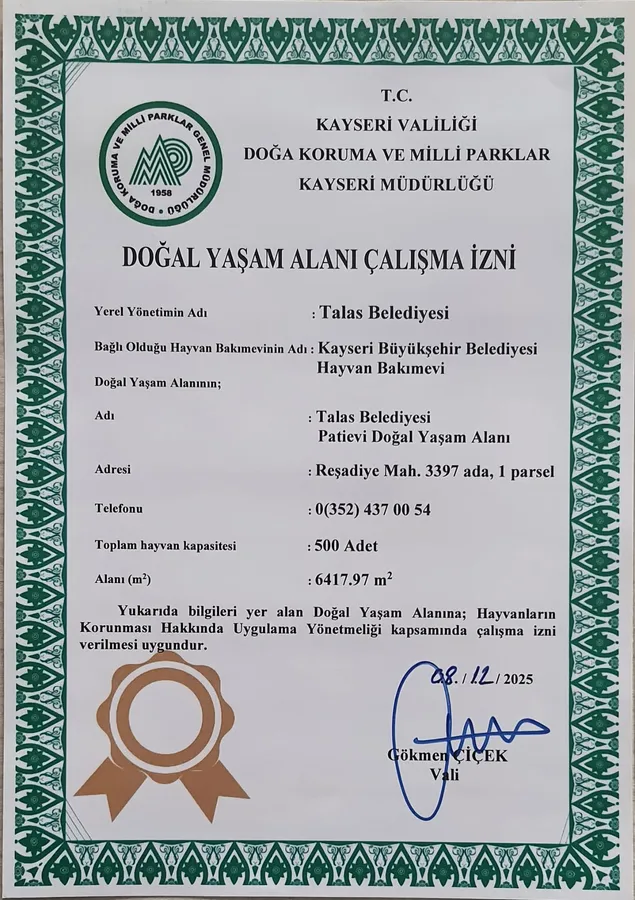 T.C.
KAYSERİ VALİLİĞİ
DOĞA KORUMA VE MİLLİ PARKLAR
KAYSERİ MÜDÜRLÜĞÜ
DOĞA KORUMA VE MİLLİ PARKLAR GENEL MÜDÜRLÜĞÜ
1958
DOĞAL YAŞAM ALANI ÇALIŞMA İZNİ
Yerel Yönetimin Adı : Talas Belediyesi
Bağlı Olduğu Hayvan Bakımevinin Adı : Kayseri Büyükşehir Belediyesi
Hayvan Bakımevi
Doğal Yaşam Alanının;
Adı : Talas Belediyesi
Patievi Doğal Yaşam Alanı
Adresi : Reşadiye Mah. 3397 ada, 1 parsel
Telefonu : 0(352) 437 00 54
Toplam hayvan kapasitesi : 500 Adet
Alanı (m²) : 6417.97 m²
Yukarıda bilgileri yer alan Doğal Yaşam Alanına; Hayvanların
Korunması Hakkında Uygulama Yönetmeliği kapsamında çalışma izni
verilmesi uygundur.
08. / 12 / 2025
Gökmen ÇİÇEK
Vali